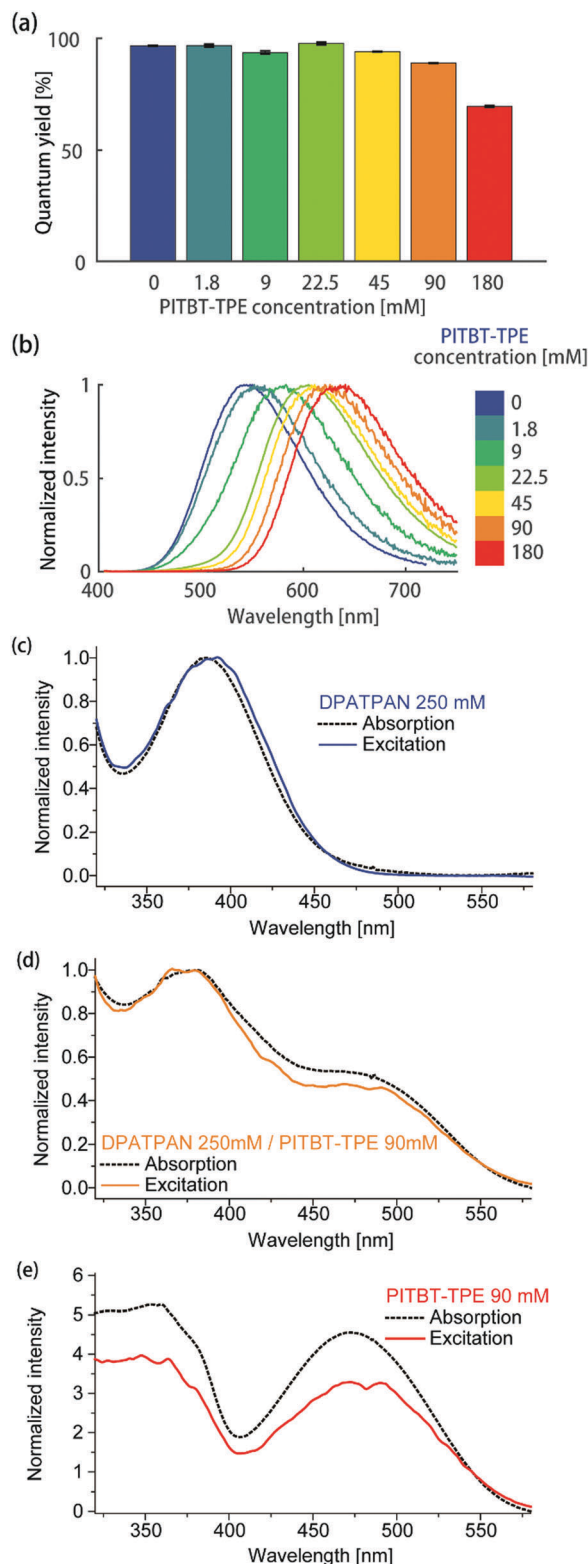 (a)
100
50
0
Quantum yield [%]
0 1.8 9 22.5 45 90 180
PITBT-TPE concentration [mM]
(b)
PITBT-TPE
concentration [mM]
1
0.5
0
Normalized intensity
400 500 600 700
Wavelength [nm]
0
1.8
9
22.5
45
90
180
(c)
1.0
0.8
0.6
0.4
0.2
0.0
Normalized intensity
DPATPAN 250 mM
Absorption
Excitation
350 400 450 500 550
Wavelength [nm]
(d)
1.0
0.8
0.6
0.4
0.2
0.0
Normalized intensity
DPATPAN 250mM / PITBT-TPE 90mM
Absorption
Excitation
350 400 450 500 550
Wavelength [nm]
(e)
6
5
4
3
2
1
0
Normalized intensity
PITBT-TPE 90 mM
Absorption
Excitation
350 400 450 500 550
Wavelength [nm]